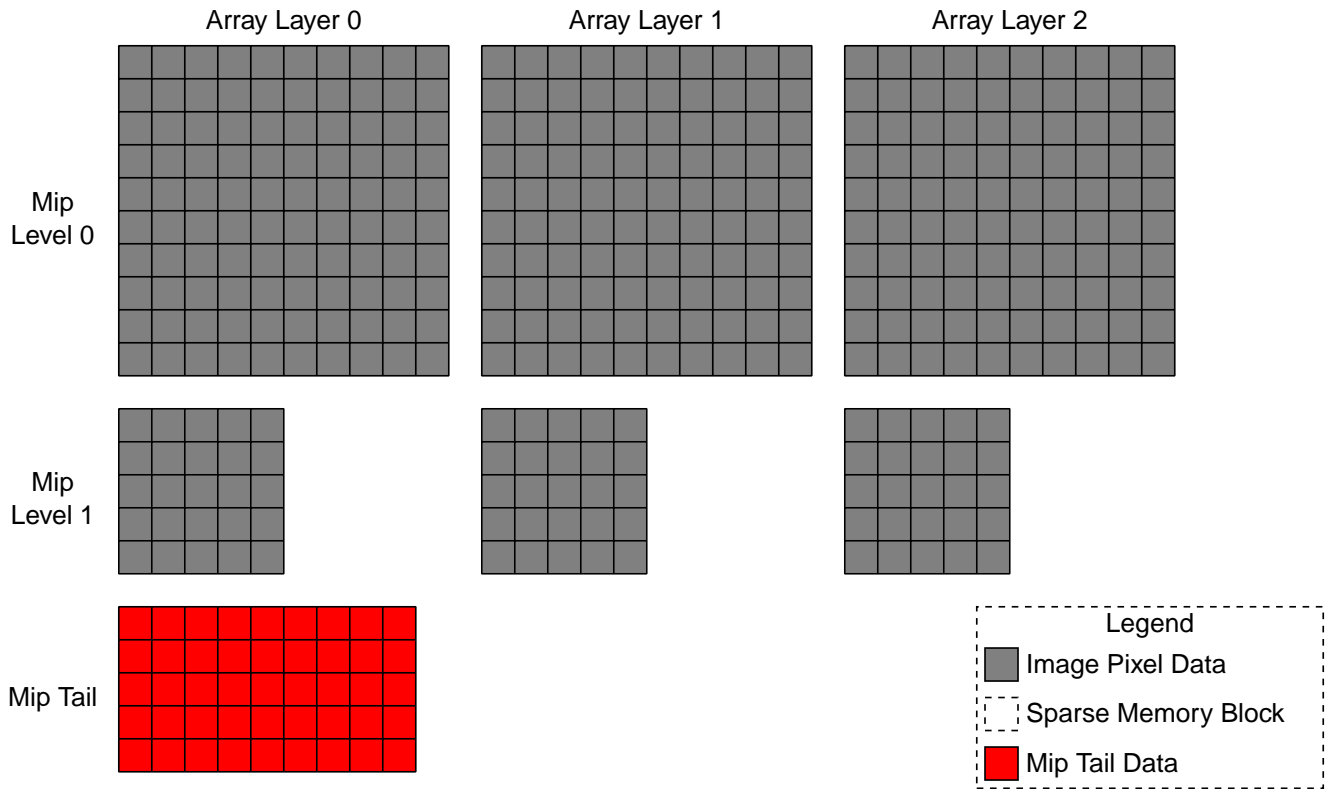 Array Layer 0
Array Layer 1
Array Layer 2
Mip
Level 0
Mip
Level 1
Mip Tail
Legend
Image Pixel Data
Sparse Memory Block
Mip Tail Data